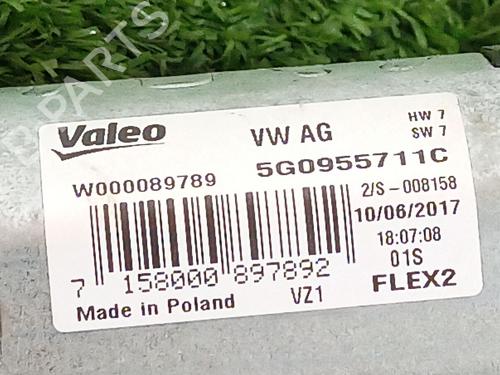 B-PARTS
Valeo
VW AG
HW 7
SW 7
5G0955711C
W000089789
2/S-008158
10/06/2017
18:07:08
01S
FLEX2
7 158000 897892
Made in Poland
VZ1